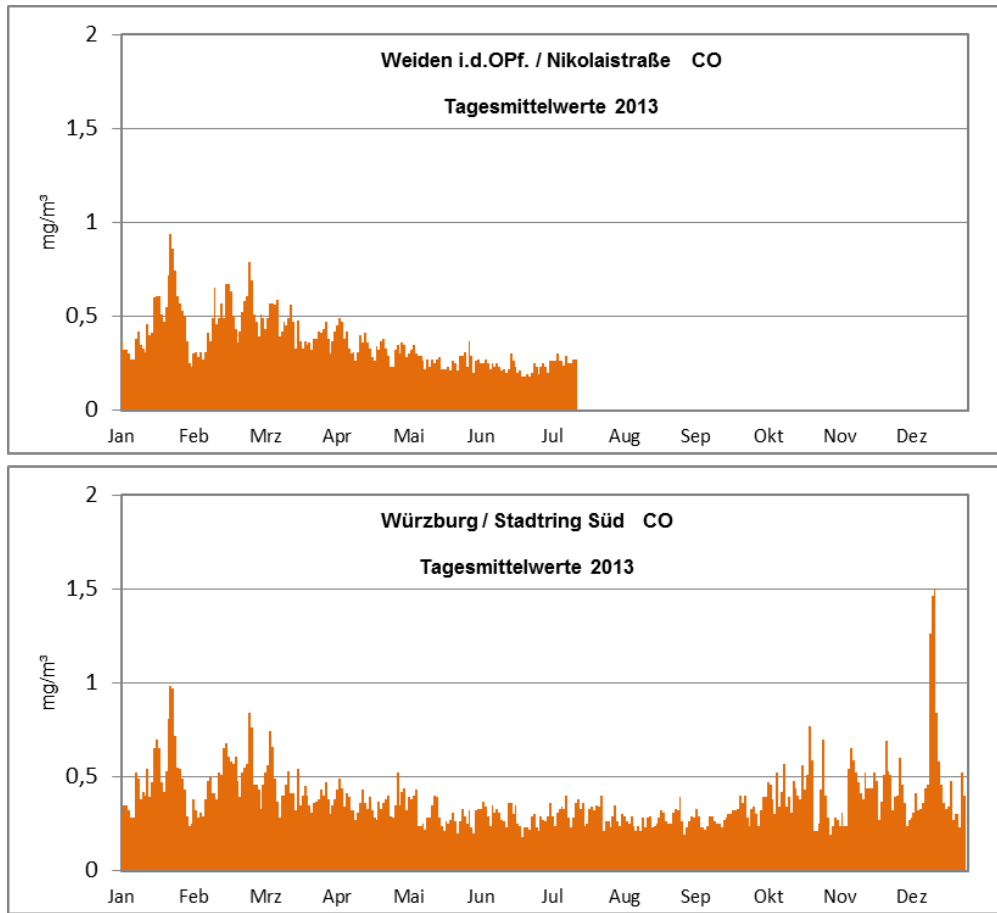 2
Weiden i.d.OPf. / Nikolaistraße CO
Tagesmittelwerte 2013
1,5
mg/m³
1
0,5
0
Jan Feb Mrz Apr Mai Jun Jul Aug Sep Okt Nov Dez
2
Würzburg / Stadtring Süd CO
Tagesmittelwerte 2013
1,5
mg/m³
1
0,5
0
Jan Feb Mrz Apr Mai Jun Jul Aug Sep Okt Nov Dez